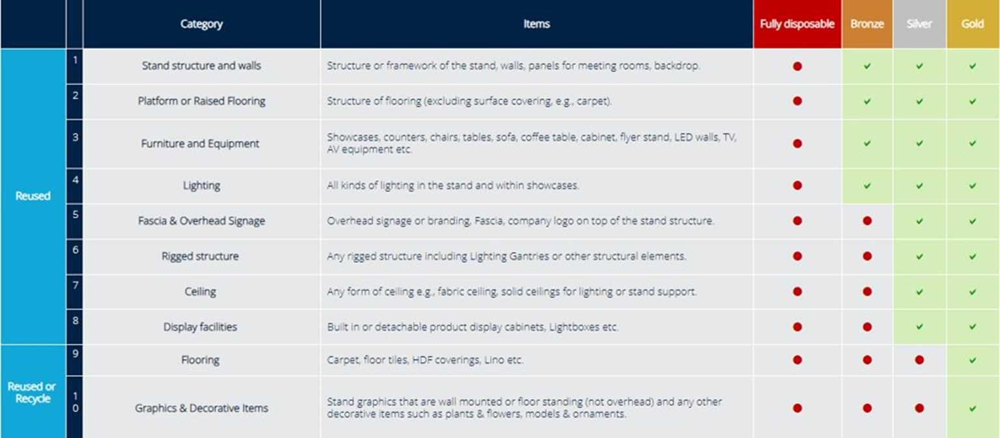 Category Items Fully disposable Bronze Silver Gold
Reused
1 Stand structure and walls Structure or framework of the stand, walls, panels for meeting rooms, backdrop.
2 Platform or Raised Flooring Structure of flooring (excluding surface covering, e.g., carpet).
3 Furniture and Equipment Showcases, counters, chairs, tables, sofa, coffee table, cabinet, flyer stand, LED walls, TV,
AV equipment etc.
4 Lighting All kinds of lighting in the stand and within showcases.
5 Fascia & Overhead Signage Overhead signage or branding, Fascia, company logo on top of the stand structure.
6 Rigged structure Any rigged structure including Lighting Gantries or other structural elements.
7 Ceiling Any form of ceiling e.g., fabric ceiling, solid ceilings for lighting or stand support.
8 Display facilities Built in or detachable product display cabinets, Lightboxes etc.
Reused or
Recycle
9 Flooring Carpet, floor tiles, HDF coverings, Lino etc.
10 Graphics & Decorative Items Stand graphics that are wall mounted or floor standing (not overhead) and any other
decorative items such as plants & flowers, models & ornaments.